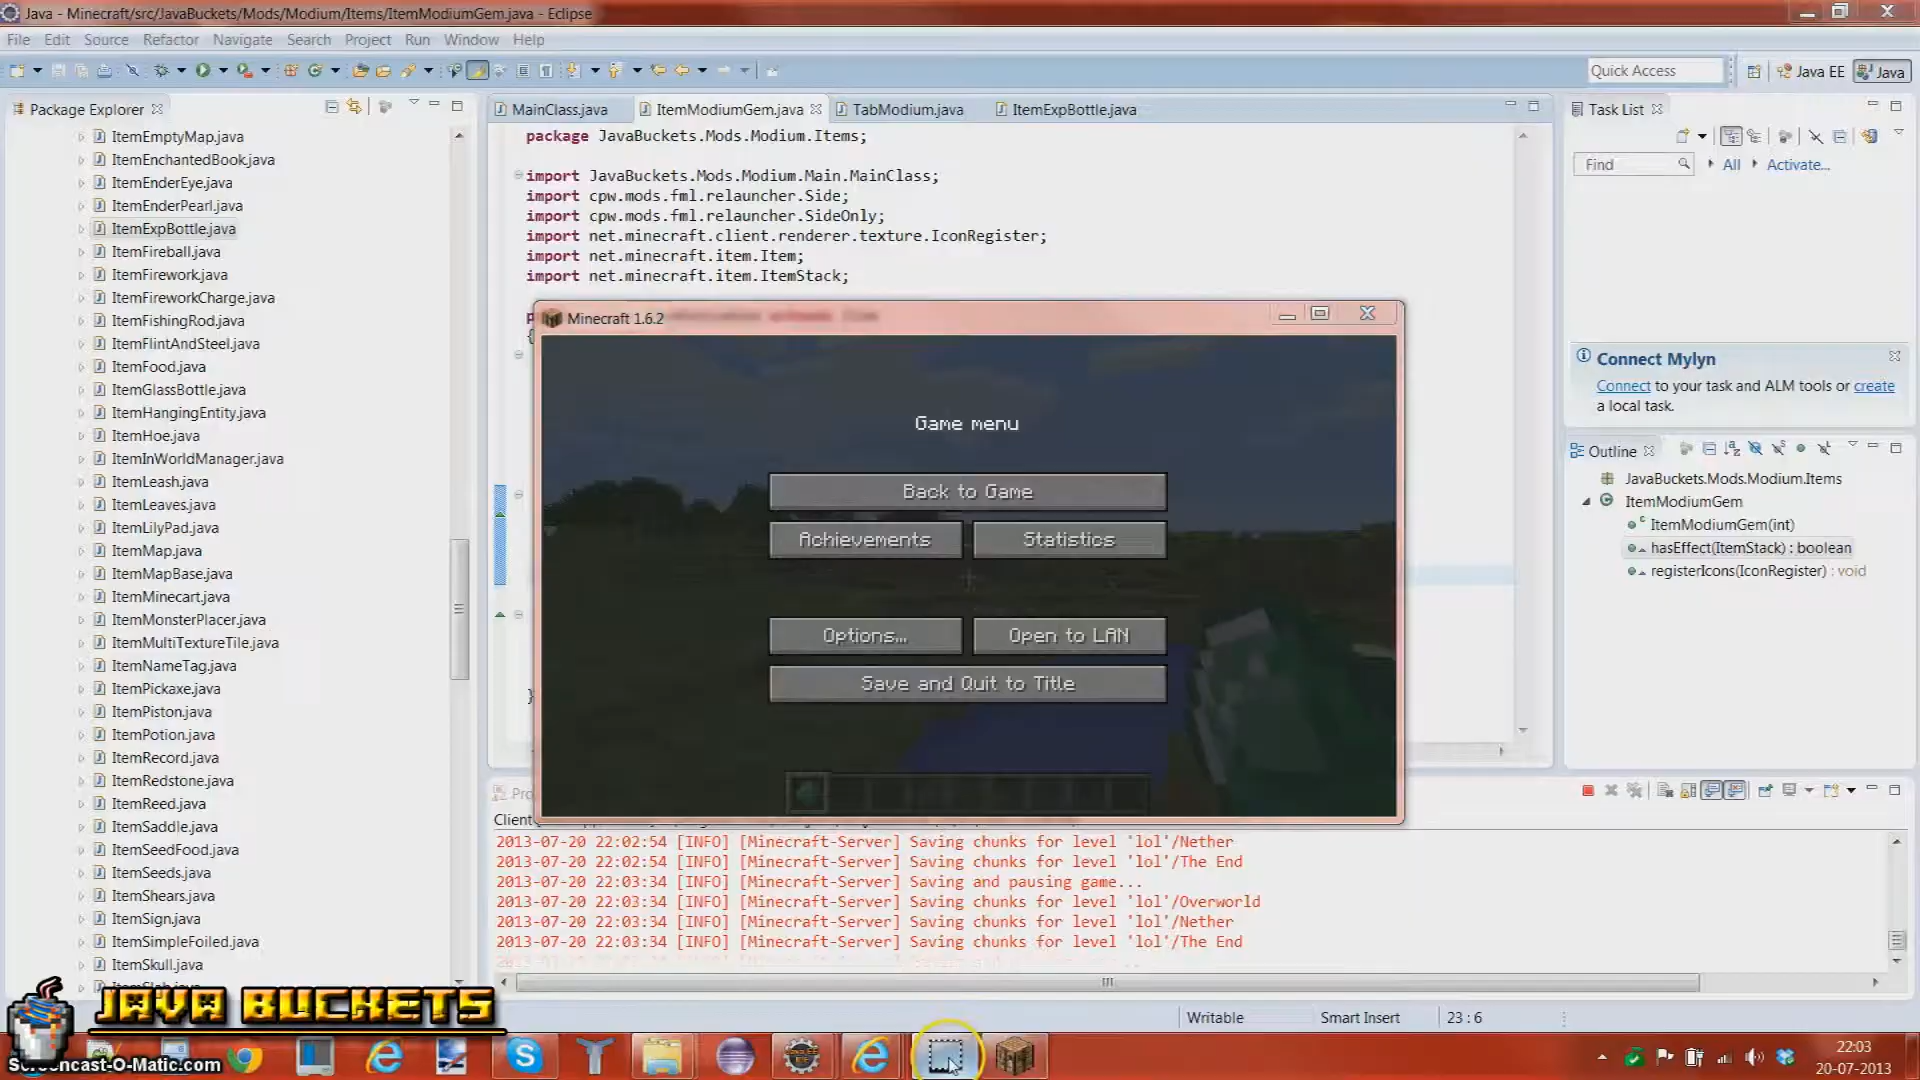 Java - Minecraft/src/JavaBuckets/Mods/Modium/Items/ItemModiumGem.java - Eclipse
File Edit Source Refactor Navigate Search Project Run Window Help
Quick Access
Java EE
Java
Package Explorer
ItemEmptyMap.java
ItemEnchantedBook.java
ItemEnderEye.java
ItemEnderPearl.java
ItemExpBottle.java
ItemFireball.java
ItemFirework.java
ItemFireworkCharge.java
ItemFishingRod.java
ItemFlintAndSteel.java
ItemFood.java
ItemGlassBottle.java
ItemHangingEntity.java
ItemHoe.java
ItemInWorldManager.java
ItemLeash.java
ItemLeaves.java
ItemLilyPad.java
ItemMap.java
ItemMapBase.java
ItemMinecart.java
ItemMonsterPlacer.java
ItemMultiTextureTile.java
ItemNameTag.java
ItemPickaxe.java
ItemPiston.java
ItemPotion.java
ItemRecord.java
ItemRedstone.java
ItemReed.java
ItemSaddle.java
ItemSeedFood.java
ItemSeeds.java
ItemShears.java
ItemSign.java
ItemSimpleFoiled.java
ItemSkull.java
MainClass.java
ItemModiumGem.java
TabModium.java
ItemExpBottle.java
package JavaBuckets.Mods.Modium.Items;
import JavaBuckets.Mods.Modium.Main.MainClass;
import cpw.mods.fml.relauncher.Side;
import cpw.mods.fml.relauncher.SideOnly;
import net.minecraft.client.renderer.texture.IconRegister;
import net.minecraft.item.Item;
import net.minecraft.item.ItemStack;
Minecraft 1.6.2
Game menu
Back to Game
Achievements
Statistics
Options...
Open to LAN
Save and Quit to Title
Client
2013-07-20 22:02:54 [INFO] [Minecraft-Server] Saving chunks for level 'lol'/Nether
2013-07-20 22:02:54 [INFO] [Minecraft-Server] Saving chunks for level 'lol'/The End
2013-07-20 22:03:34 [INFO] [Minecraft-Server] Saving and pausing game...
2013-07-20 22:03:34 [INFO] [Minecraft-Server] Saving chunks for level 'lol'/Overworld
2013-07-20 22:03:34 [INFO] [Minecraft-Server] Saving chunks for level 'lol'/Nether
2013-07-20 22:03:34 [INFO] [Minecraft-Server] Saving chunks for level 'lol'/The End
Task List
Find
All
Activate...
Connect Mylyn
Connect to your task and ALM tools or create
a local task.
Outline
JavaBuckets.Mods.Modium.Items
ItemModiumGem
ItemModiumGem(int)
hasEffect(ItemStack) : boolean
registerIcons(IconRegister) : void
Writable
Smart Insert
23 : 6
JAVA BUCKETS
Screencast-O-Matic.com
22:03
20-07-2013